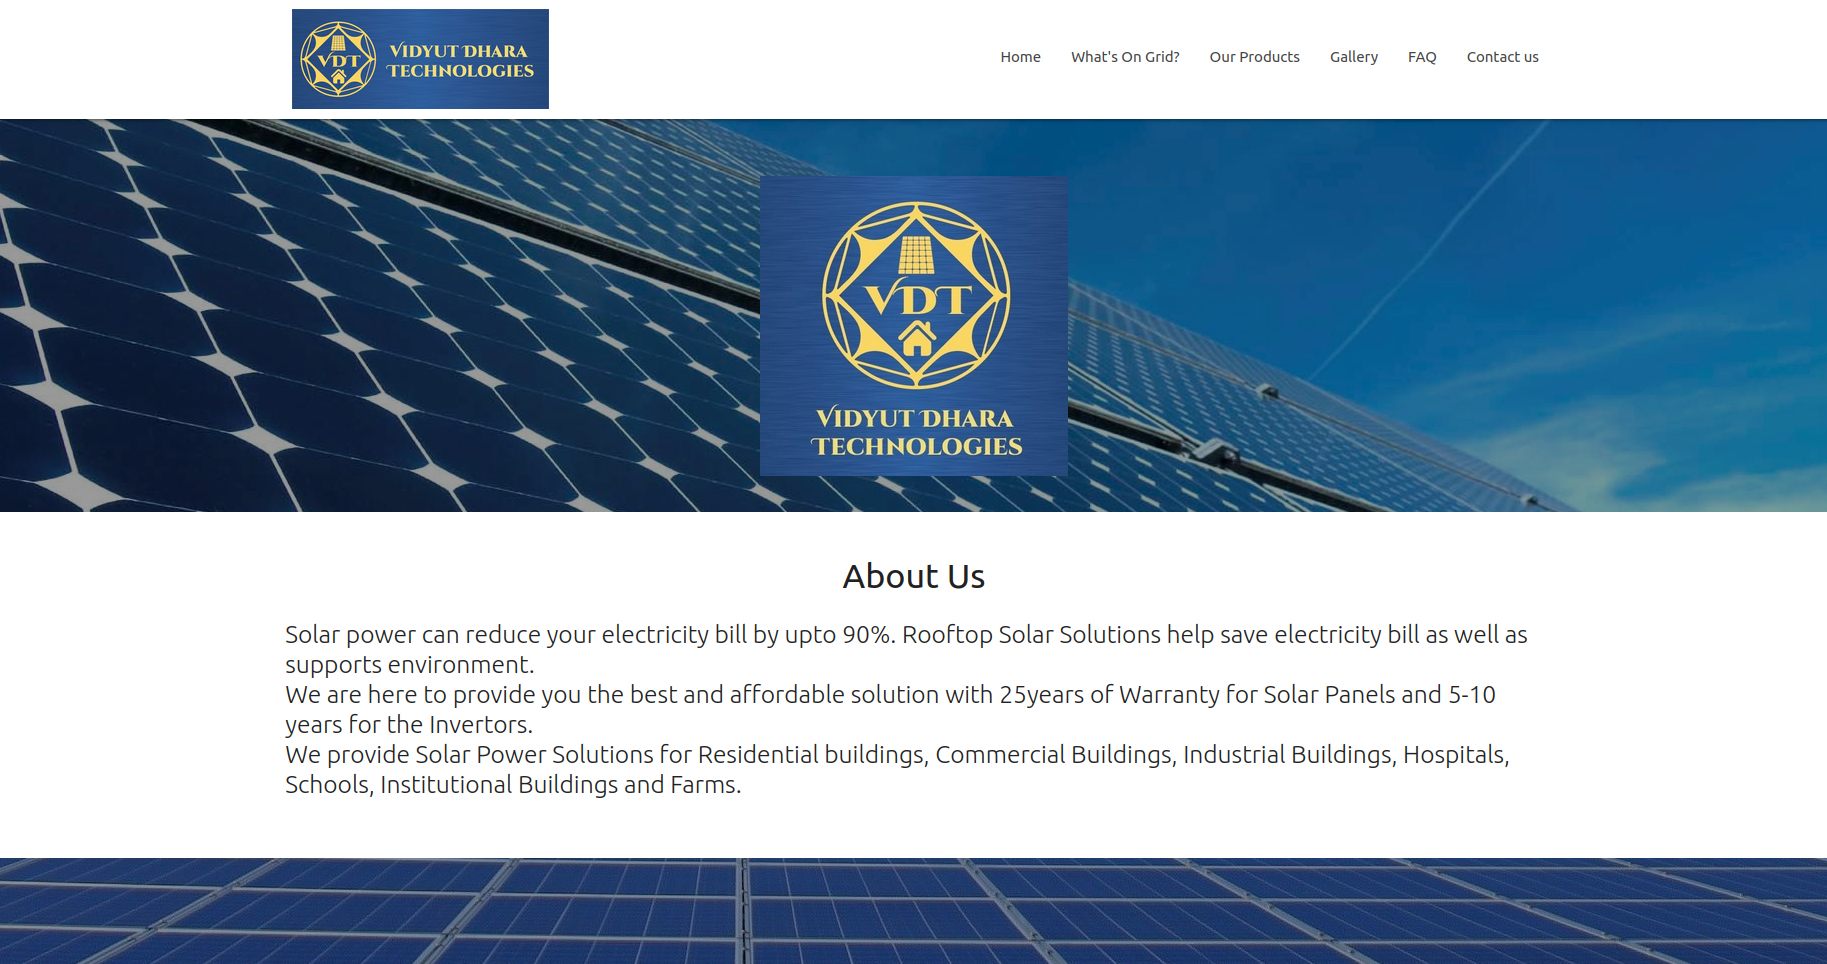 VDT
VIDYUT DHARA
TECHNOLOGIES
Home What's On Grid? Our Products Gallery FAQ Contact us
VDT
VIDYUT DHARA
TECHNOLOGIES
About Us
Solar power can reduce your electricity bill by upto 90%. Rooftop Solar Solutions help save electricity bill as well as
supports environment.
We are here to provide you the best and affordable solution with 25years of Warranty for Solar Panels and 5-10
years for the Invertors.
We provide Solar Power Solutions for Residential buildings, Commercial Buildings, Industrial Buildings, Hospitals,
Schools, Institutional Buildings and Farms.